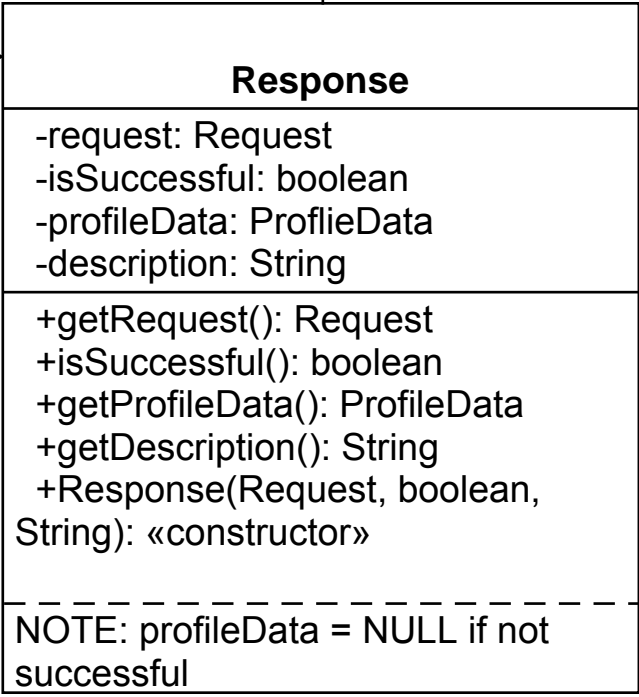 Response
-request: Request
-isSuccessful: boolean
-profileData: ProflieData
-description: String
+getRequest(): Request
+isSuccessful(): boolean
+getProfileData(): ProfileData
+getDescription(): String
+Response(Request, boolean,
String): «constructor»
NOTE: profileData = NULL if not
successful